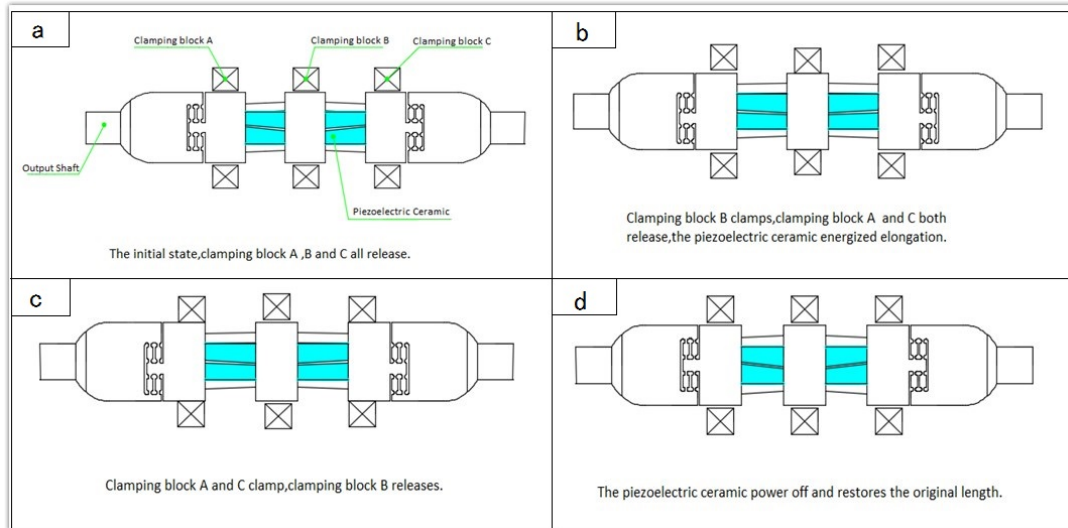 a
Clamping block A
Clamping block B
Clamping block C
Output Shaft
Piezoelectric Ceramic
The initial state,clamping block A ,B and C all release.
b
Clamping block B clamps,clamping block A and C both
release,the piezoelectric ceramic energized elongation.
c
Clamping block A and C clamp,clamping block B releases.
d
The piezoelectric ceramic power off and restores the original length.